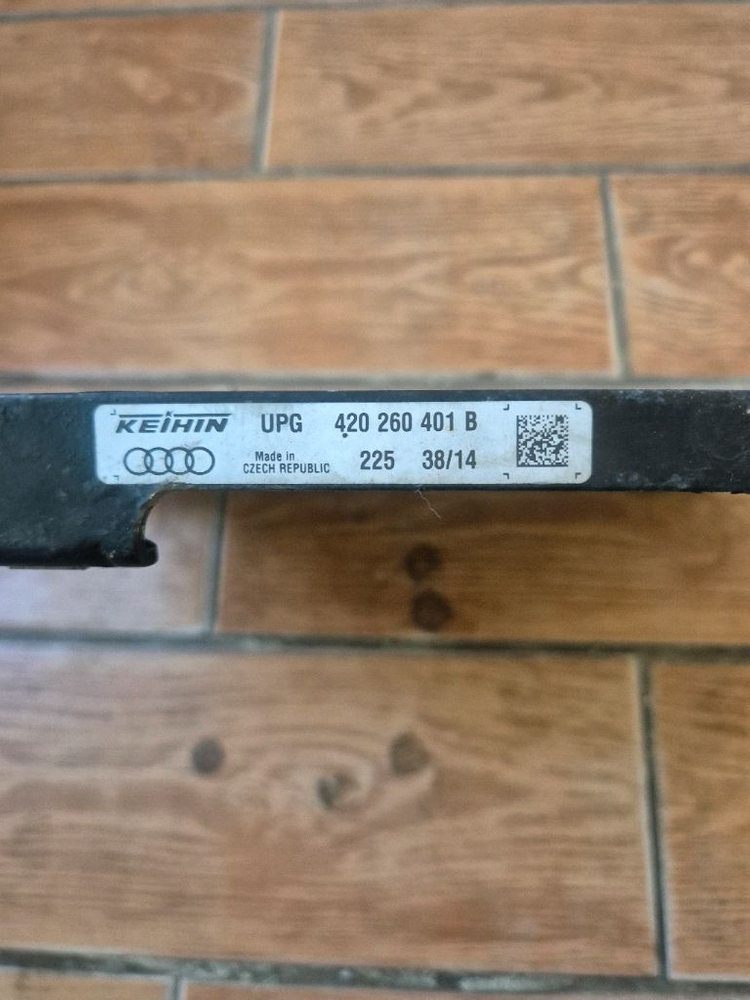 KEIHIN UPG 420 260 401 B
Made in
CZECH REPUBLIC 225 38/14